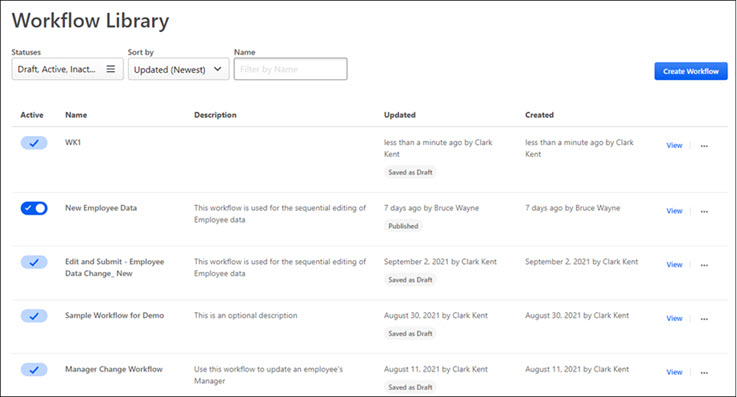 Workflow Library
Statuses Sort by Name
Draft, Active, Inact... Updated (Newest) Filter by Name
Create Workflow
Active Name Description Updated Created
WK1 less than a minute ago by Clark less than a minute ago by Clark View ...
Kent Kent
Saved as Draft
New Employee Data This workflow is used for the sequential editing of 7 days ago by Bruce Wayne 7 days ago by Bruce Wayne View ...
Employee data Published
Edit and Submit - Employee This workflow is used for the sequential editing of September 2, 2021 by Clark Kent September 2, 2021 by Clark Kent View ...
Data Change_ New Employee data Saved as Draft
Sample Workflow for Demo This is an optional description August 30, 2021 by Clark Kent August 30, 2021 by Clark Kent View ...
Saved as Draft
Manager Change Workflow Use this workflow to update an employee's August 11, 2021 by Clark Kent August 11, 2021 by Clark Kent View ...
Manager Saved as Draft